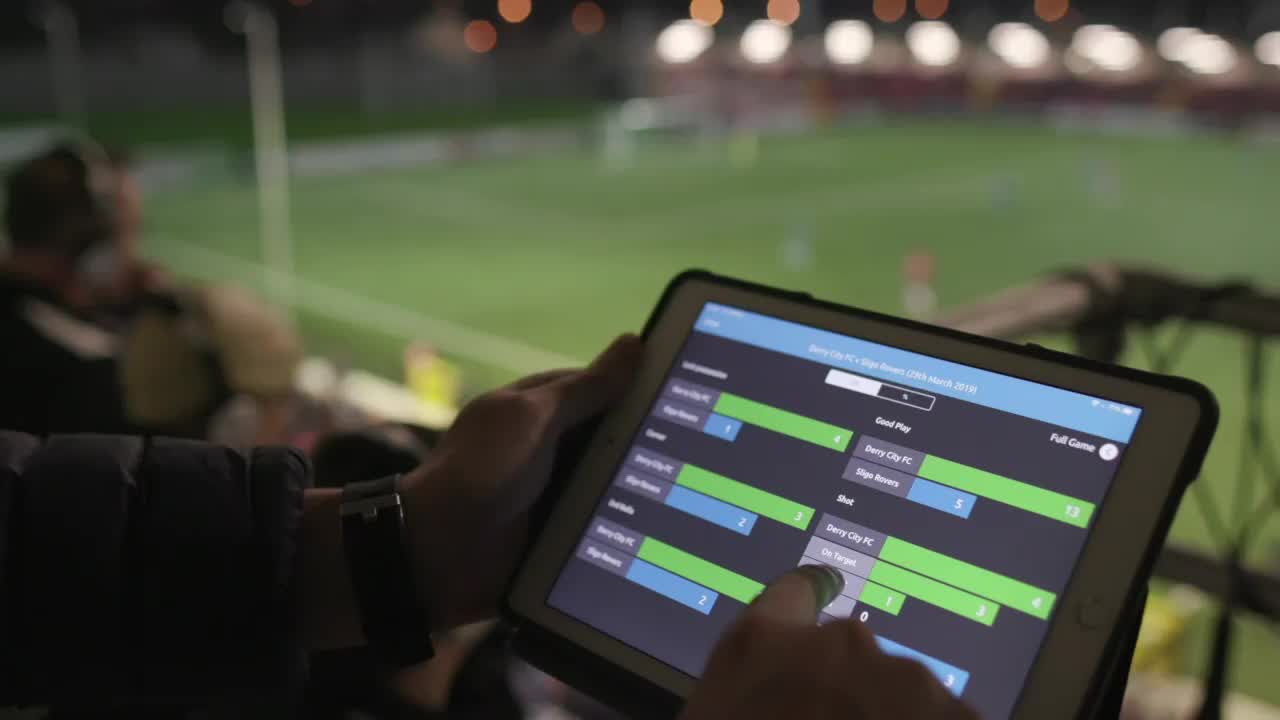 Derry City FC v Sligo Rovers (29th March 2019)
%
Full Game
Derry City FC 4
Sligo Rovers 1
Good Play
Derry City FC 13
Sligo Rovers 5
Corner
Derry City FC 3
Sligo Rovers 2
Shot
Derry City FC 4
On Target 3
1
0
3
Derry City FC
Sligo Rovers 2